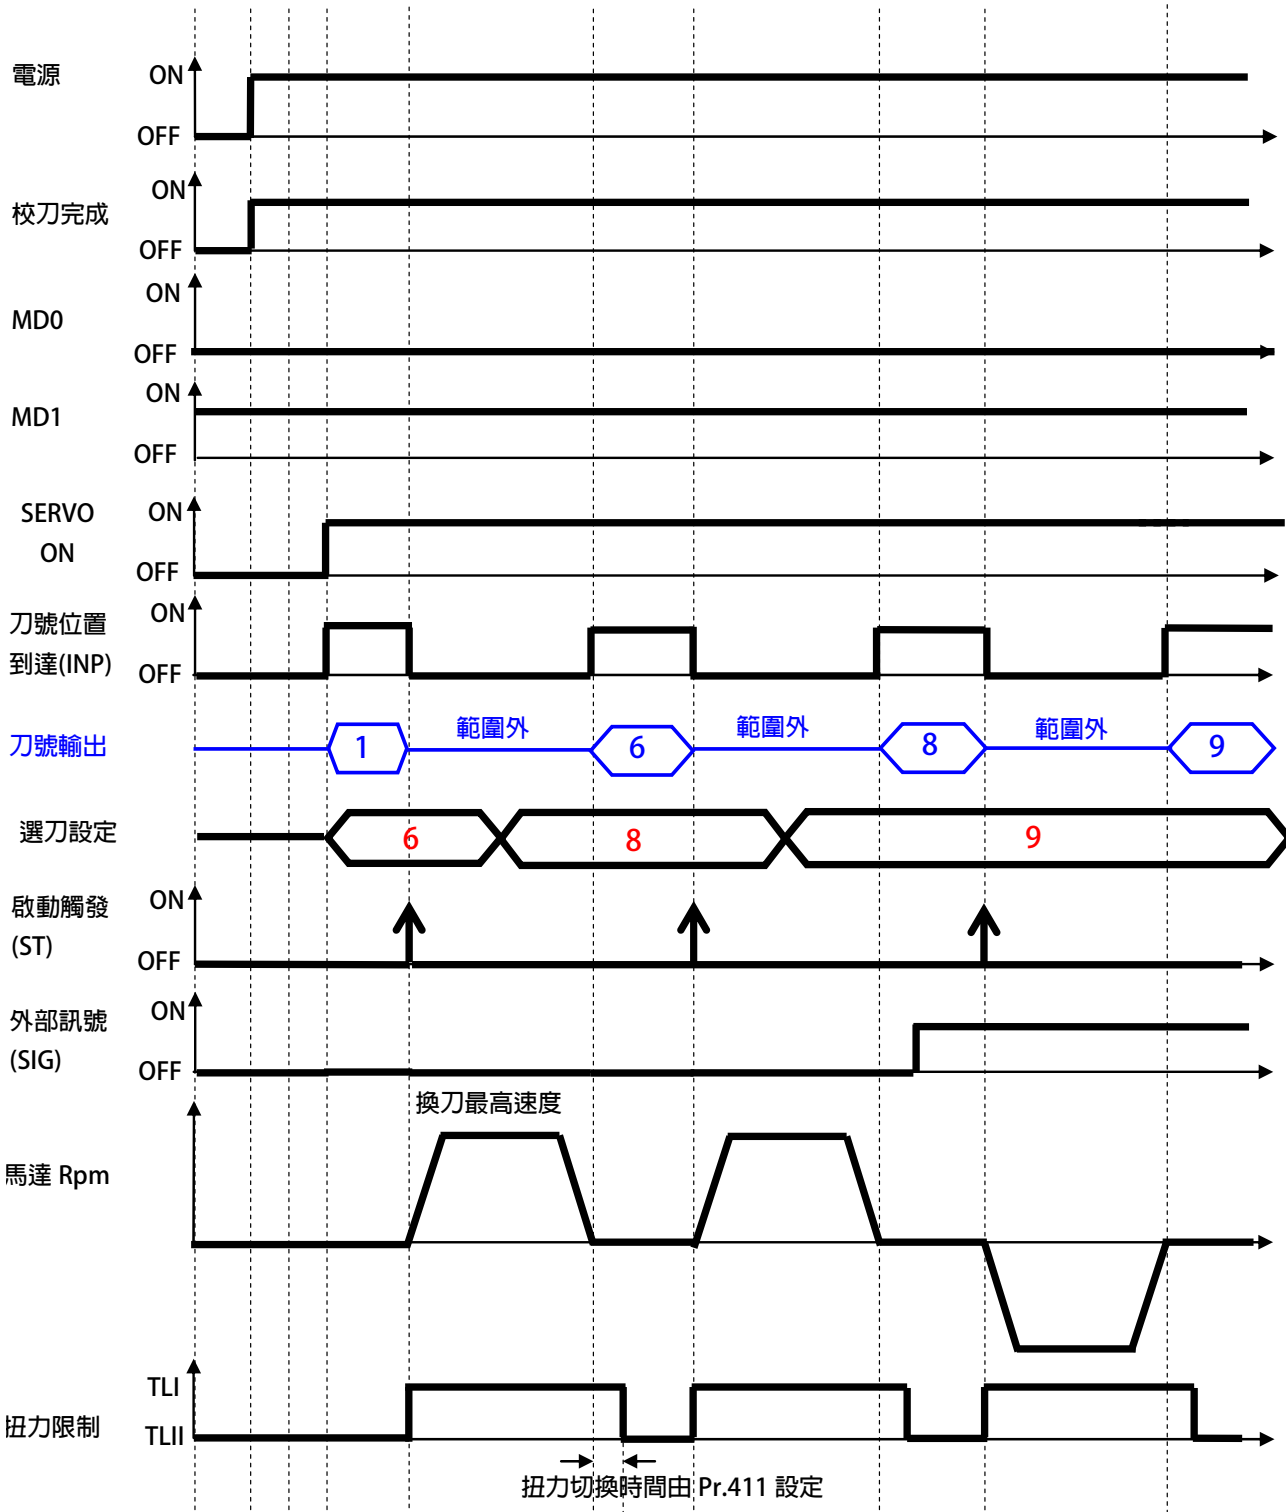 電源
ON
OFF
校刀完成
ON
OFF
MD0
ON
OFF
MD1
ON
OFF
SERVO
ON
ON
OFF
刀號位置
到達(INP)
ON
OFF
刀號輸出
1
範圍外
6
範圍外
8
範圍外
9
選刀設定
6
8
9
啟動觸發
(ST)
ON
OFF
外部訊號
(SIG)
ON
OFF
換刀最高速度
馬達 Rpm
扭力限制
TLI
TLII
扭力切換時間由 Pr.411 設定